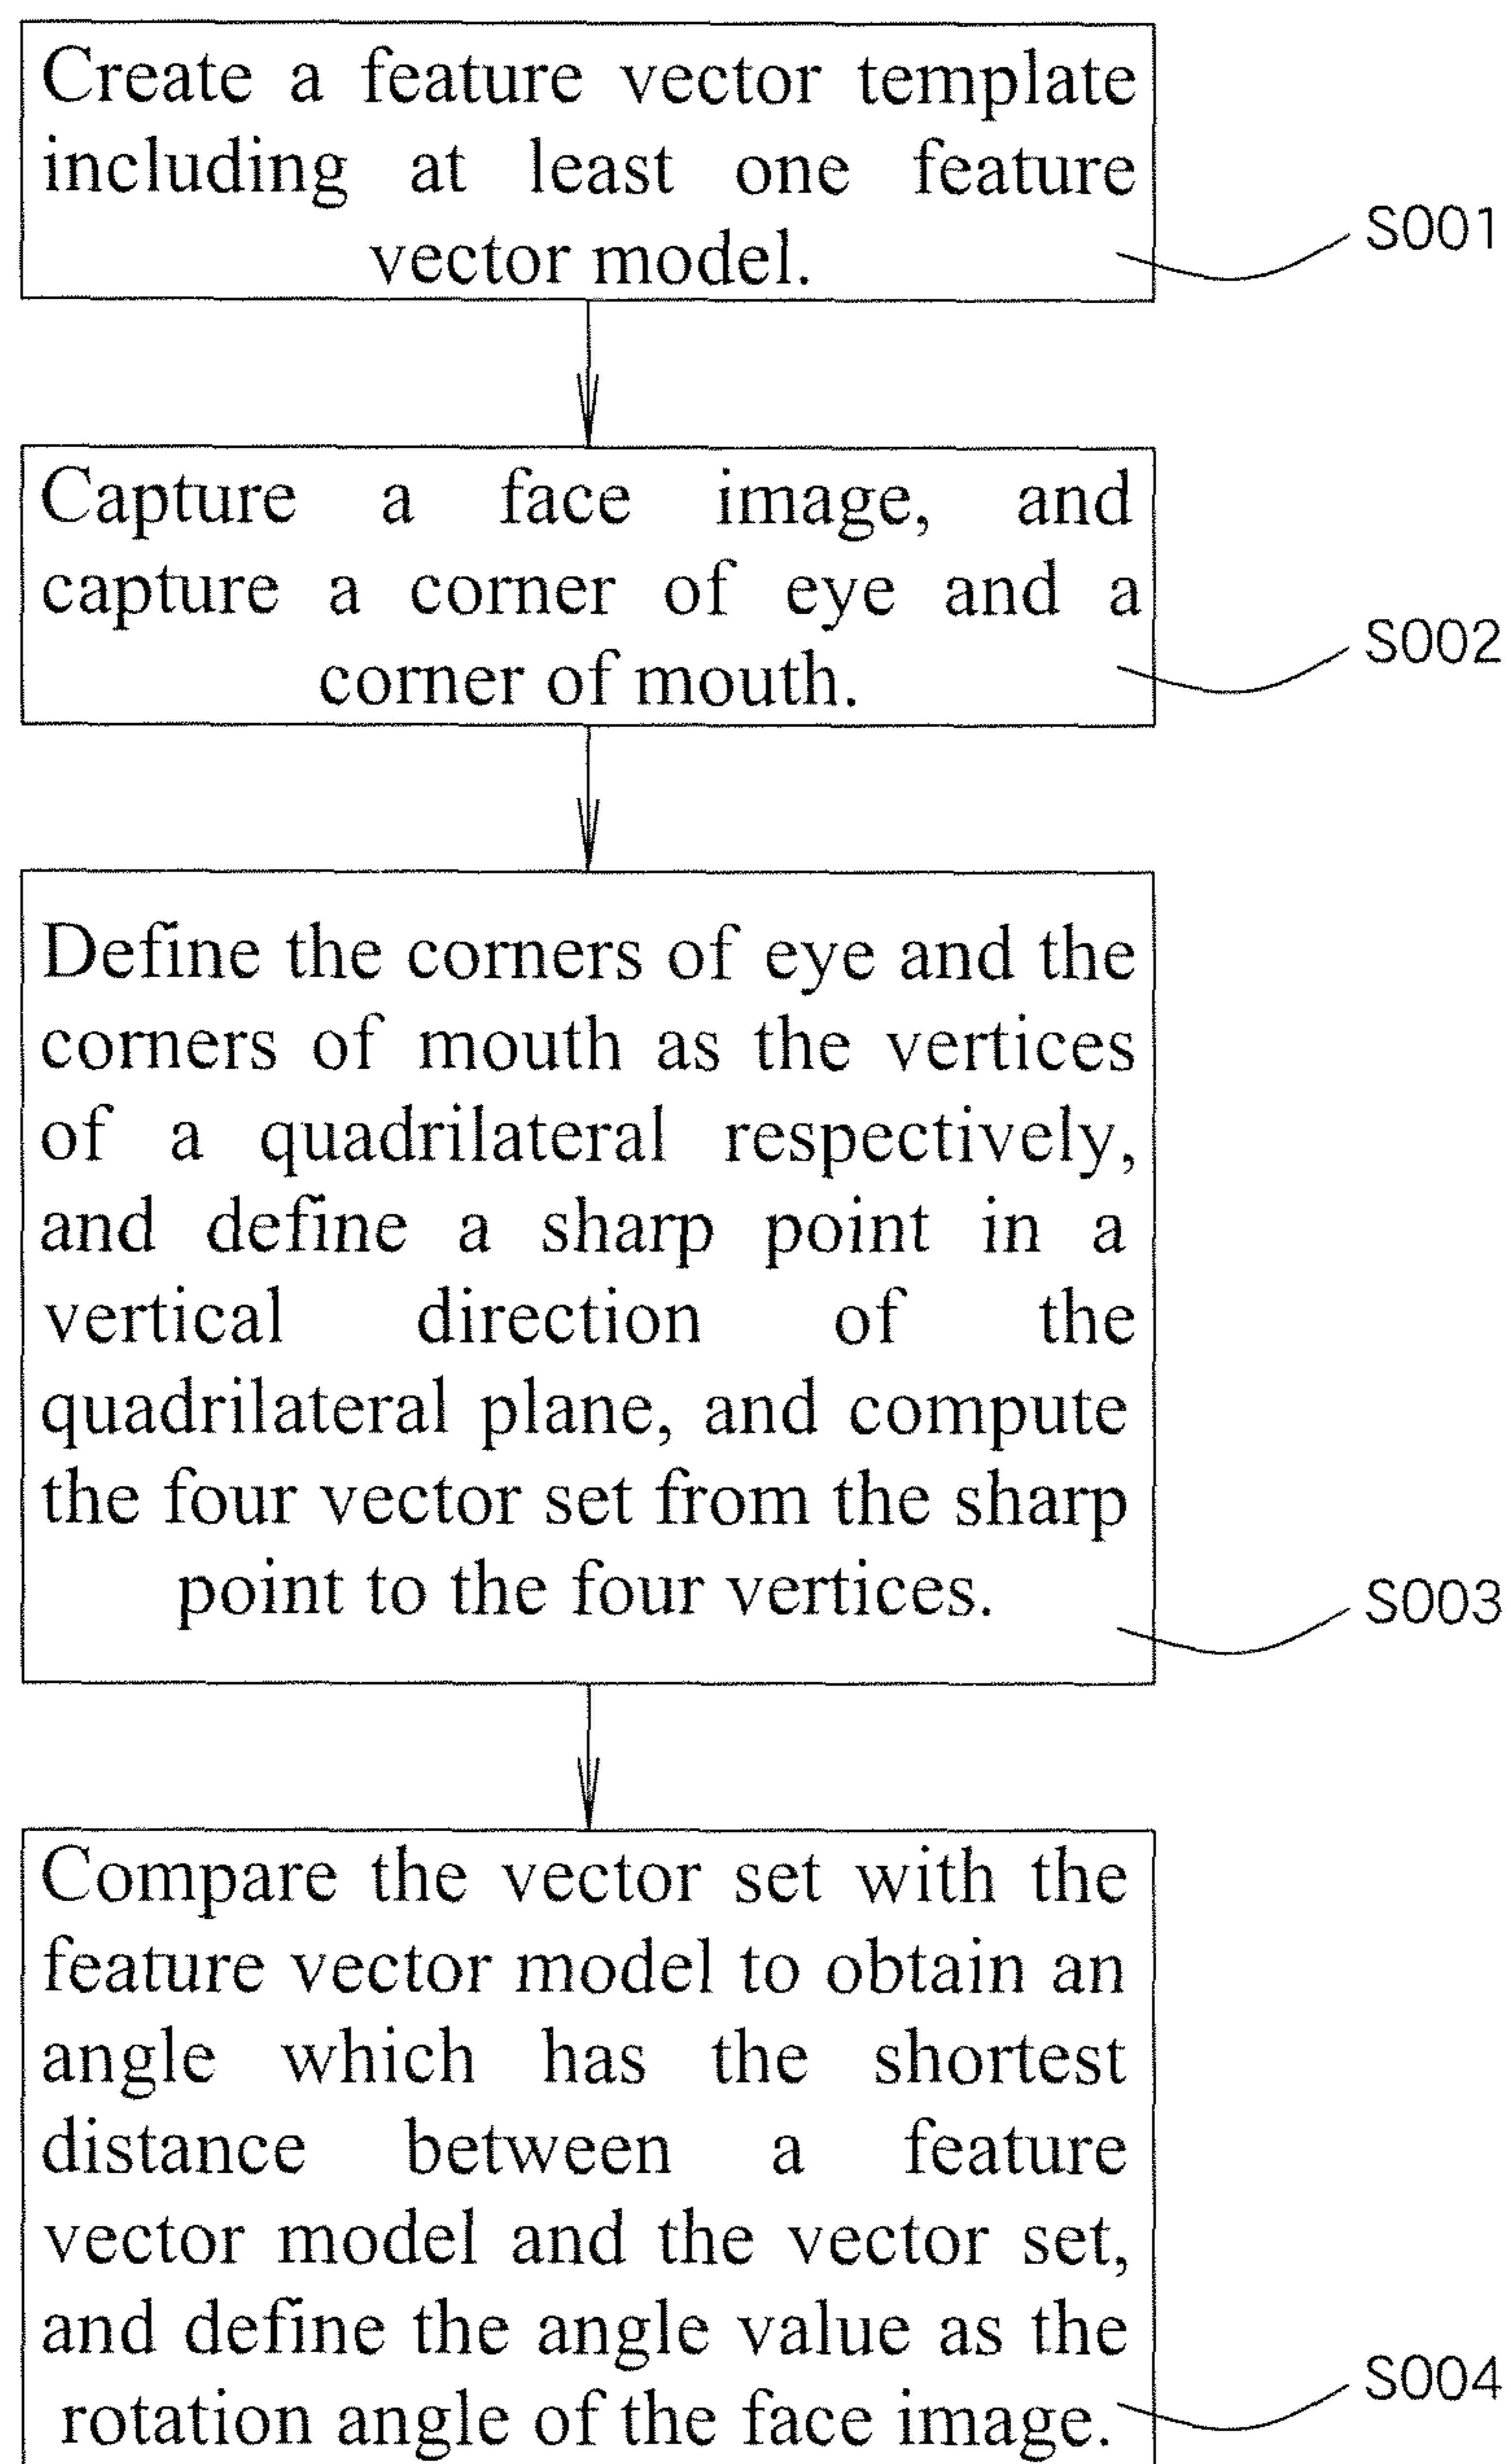 Create a feature vector template
including at least one feature
vector model.
S001
Capture a face image, and
capture a corner of eye and a
corner of mouth.
S002
Define the corners of eye and the
corners of mouth as the vertices
of a quadrilateral respectively,
and define a sharp point in a
vertical direction of the
quadrilateral plane, and compute
the four vector set from the sharp
point to the four vertices.
S003
Compare the vector set with the
feature vector model to obtain an
angle which has the shortest
distance between a feature
vector model and the vector set,
and define the angle value as the
rotation angle of the face image.
S004